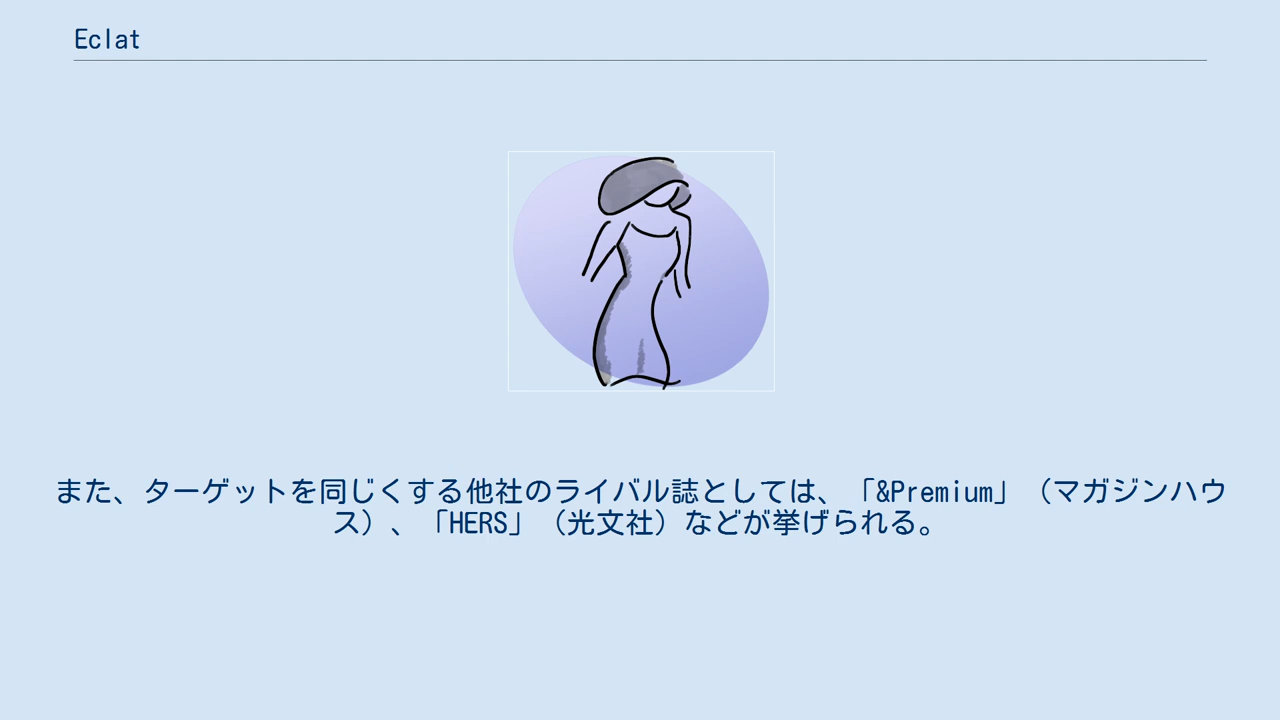 Eclat
また、ターゲットを同じくする他社のライバル誌としては、「&Premium」（マガジンハウ
ス）、「HERS」（光文社）などが挙げられる。